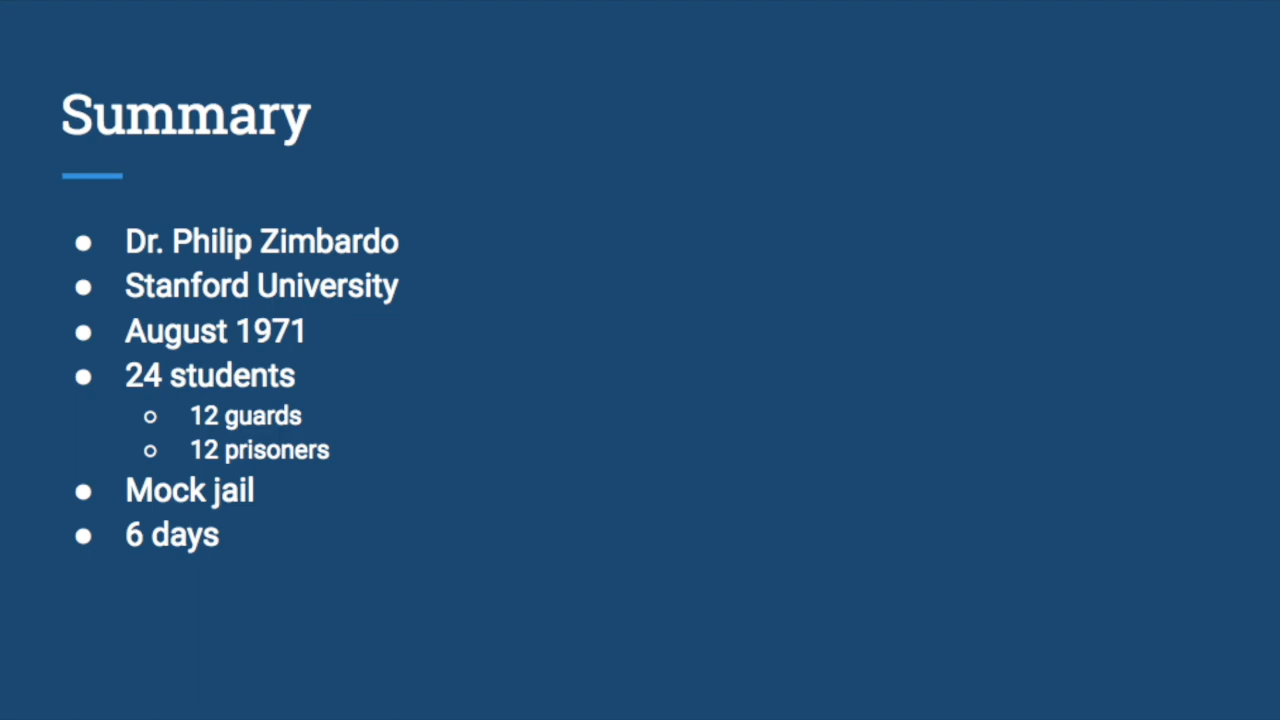 Summary
● Dr. Philip Zimbardo
● Stanford University
● August 1971
● 24 students
○ 12 guards
○ 12 prisoners
● Mock jail
● 6 days